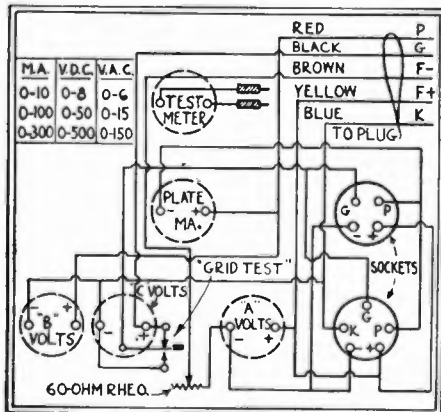 RED P
BLACK G
BROWN F-
YELLOW F+
BLUE K
TO PLUG
M.A. V.D.C. V.A.C.
0-10 0-8 0-6
0-100 0-50 0-15
0-300 0-500 0-150
TEST
METER
PLATE
- +
MA.
G P
- +
SOCKETS
"GRID TEST"
"B"
- +
VOLTS
"C" VOLTS
- +
"A"
VOLTS
- +
G
K P
- +
60-OHM RHEO.